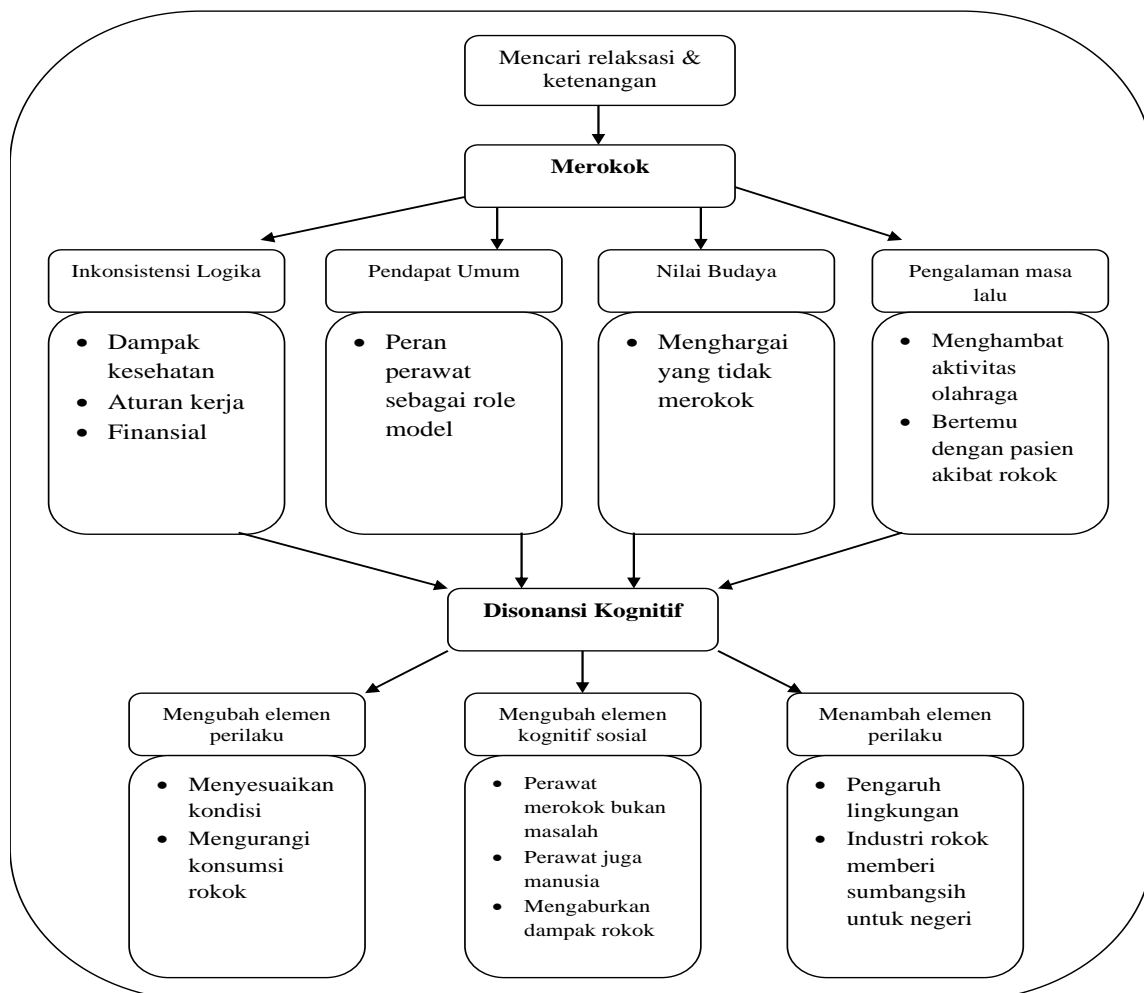 Mencari relaksasi &
ketenangan
Merokok
Inkonsistensi Logika
• Dampak
kesehatan
• Aturan kerja
• Finansial
Pendapat Umum
• Peran
perawat
sebagai role
model
Nilai Budaya
• Menghargai
yang tidak
merokok
Pengalaman masa
lalu
• Menghambat
aktivitas
olahraga
• Bertemu
dengan pasien
akibat rokok
Disonansi Kognitif
Mengubah elemen
perilaku
• Menyesuaikan
kondisi
• Mengurangi
konsumsi
rokok
Mengubah elemen
kognitif sosial
• Perawat
merokok bukan
masalah
• Perawat juga
manusia
• Mengaburkan
dampak rokok
Menambah elemen
perilaku
• Pengaruh
lingkungan
• Industri rokok
memberi
sumbangsih
untuk negeri